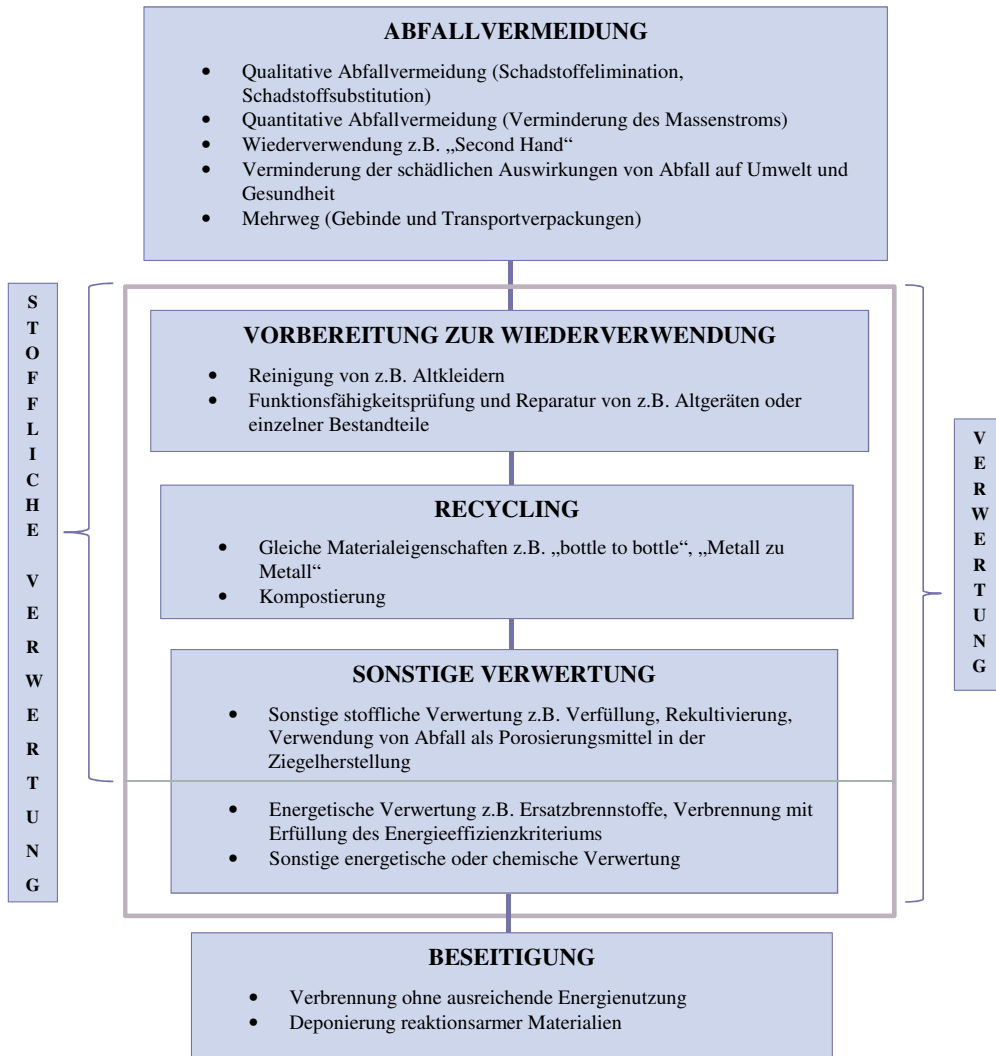 ABFALLVERMEIDUNG
• Qualitative Abfallvermeidung (Schadstoffelimination,
Schadstoffsubstitution)
• Quantitative Abfallvermeidung (Verminderung des Massenstroms)
• Wiederverwendung z.B. „Second Hand“
• Verminderung der schädlichen Auswirkungen von Abfall auf Umwelt und
Gesundheit
• Mehrweg (Gebinde und Transportverpackungen)
STOFFLICHE VERWERTUNG
VORBEREITUNG ZUR WIEDERVERWENDUNG
• Reinigung von z.B. Altkleidern
• Funktionsfähigkeitsprüfung und Reparatur von z.B. Altgeräten oder
einzelner Bestandteile
RECYCLING
• Gleiche Materialeigenschaften z.B. „bottle to bottle“, „Metall zu
Metall“
• Kompostierung
SONSTIGE VERWERTUNG
• Sonstige stoffliche Verwertung z.B. Verfüllung, Rekultivierung,
Verwendung von Abfall als Porosierungsmittel in der
Ziegelherstellung
• Energetische Verwertung z.B. Ersatzbrennstoffe, Verbrennung mit
Erfüllung des Energieeffizienzkriteriums
• Sonstige energetische oder chemische Verwertung
VERWERTUNG
BESEITIGUNG
• Verbrennung ohne ausreichende Energienutzung
• Deponierung reaktionsarmer Materialien